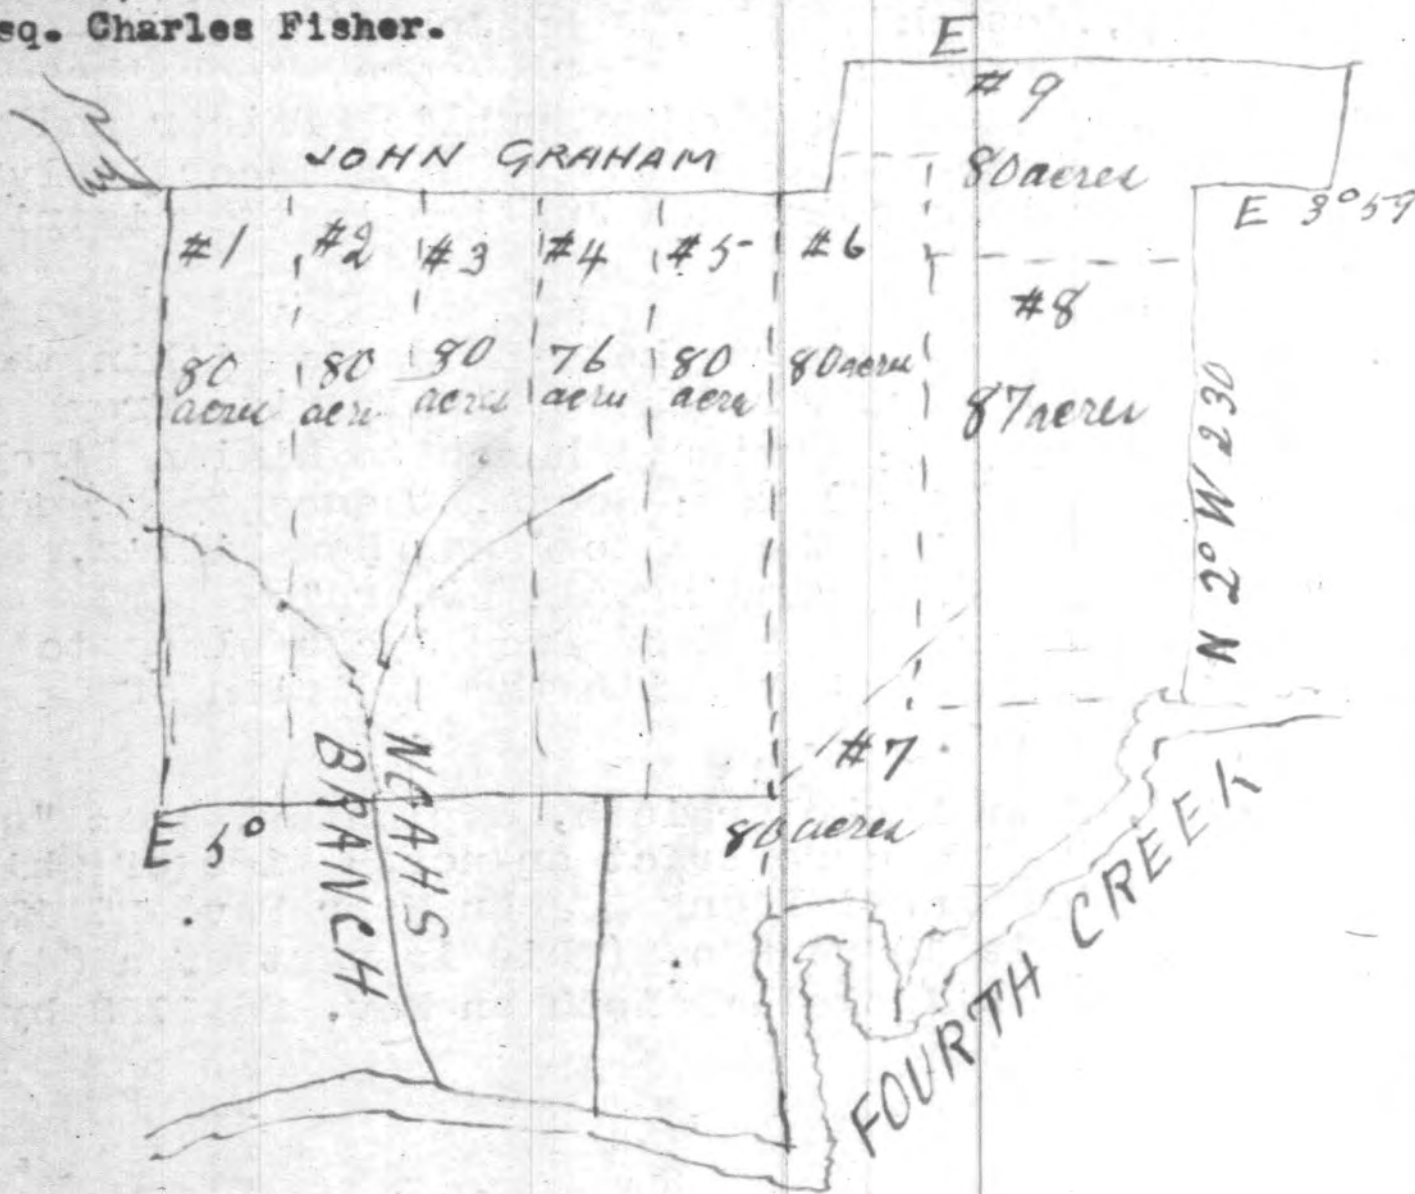 sq. Charles Fisher.
E
#9
80 acres
JOHN GRAHAM
E 3° 59
#1 #2 #3 #4 #5 #6
#8
80 acres
80 acres
80 acres
76 acres
80 acres
80 acres
87 acres
N 2° W 230
#7
80 acres
E 5°
NCAHS
BRANCH
FOURTH CREEK